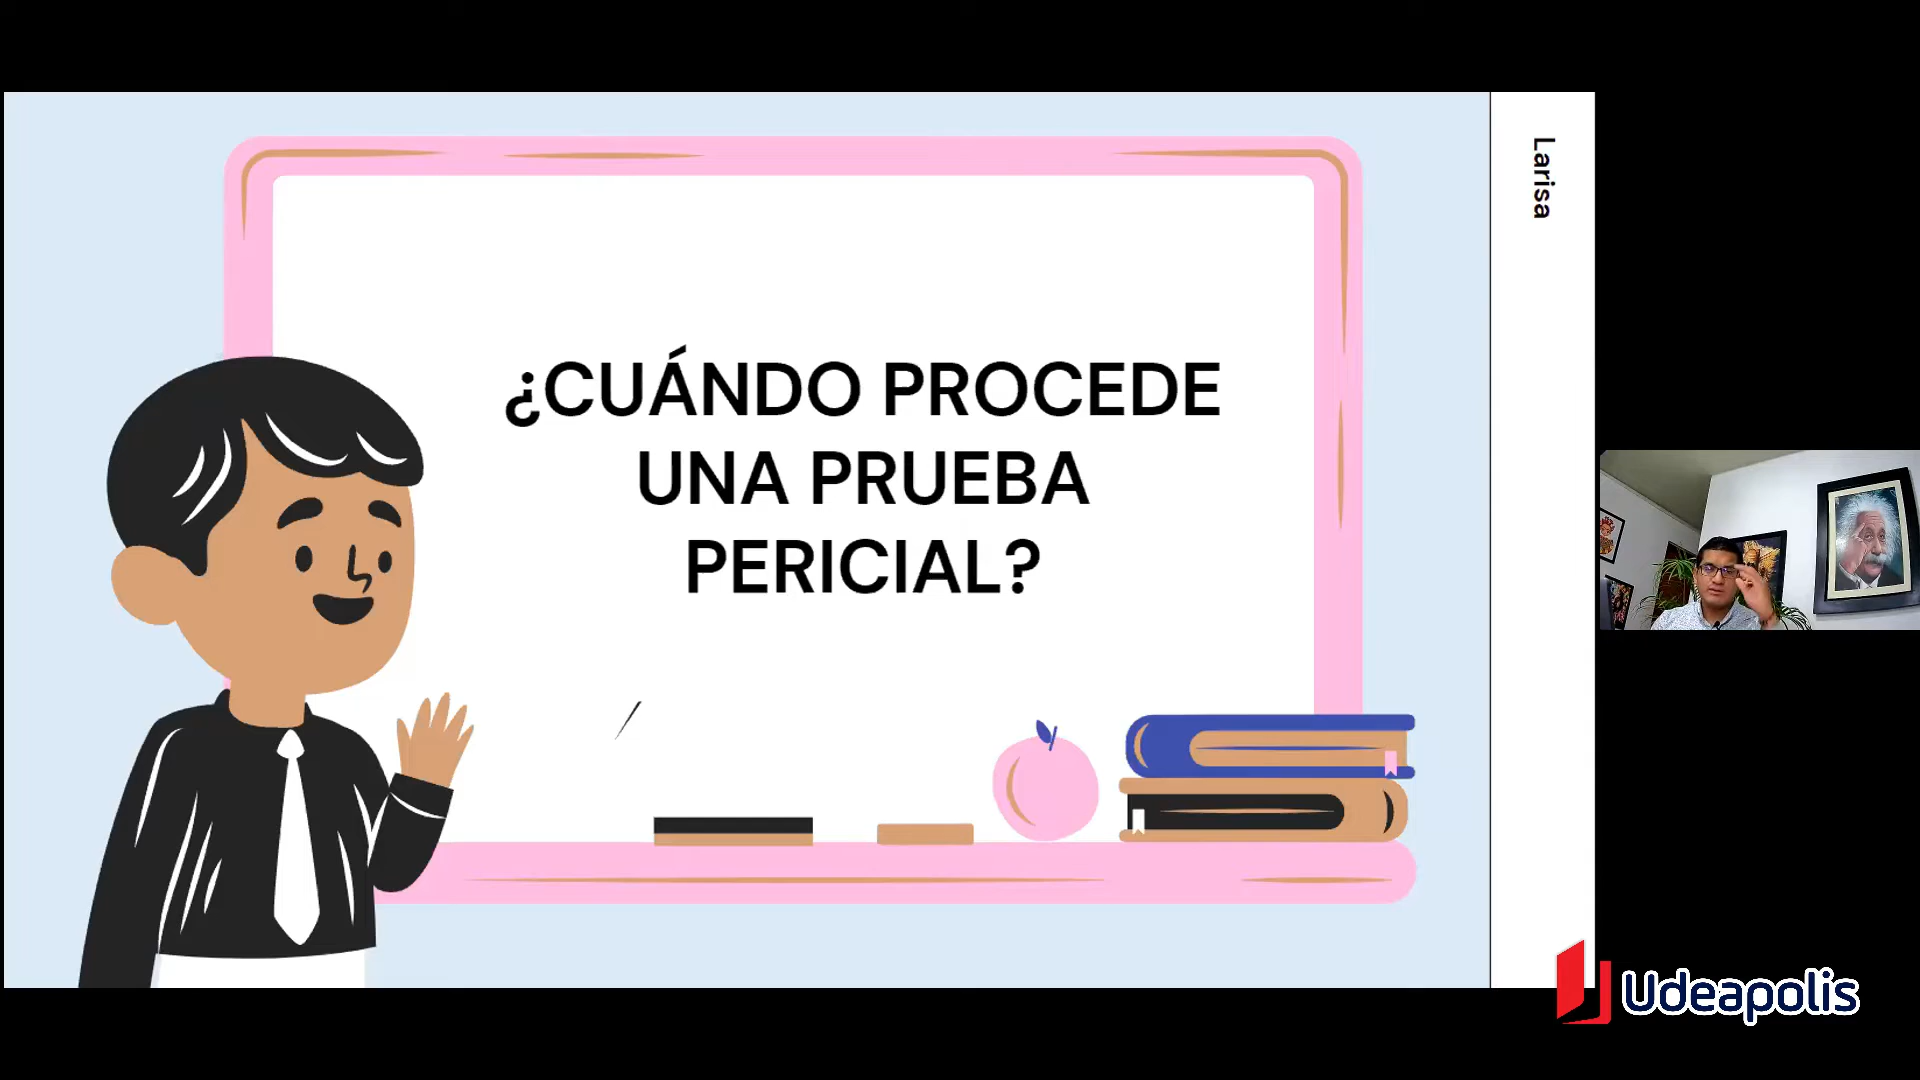 ¿CUÁNDO PROCEDE
UNA PRUEBA
PERICIAL?
Larisa
Udeapolis